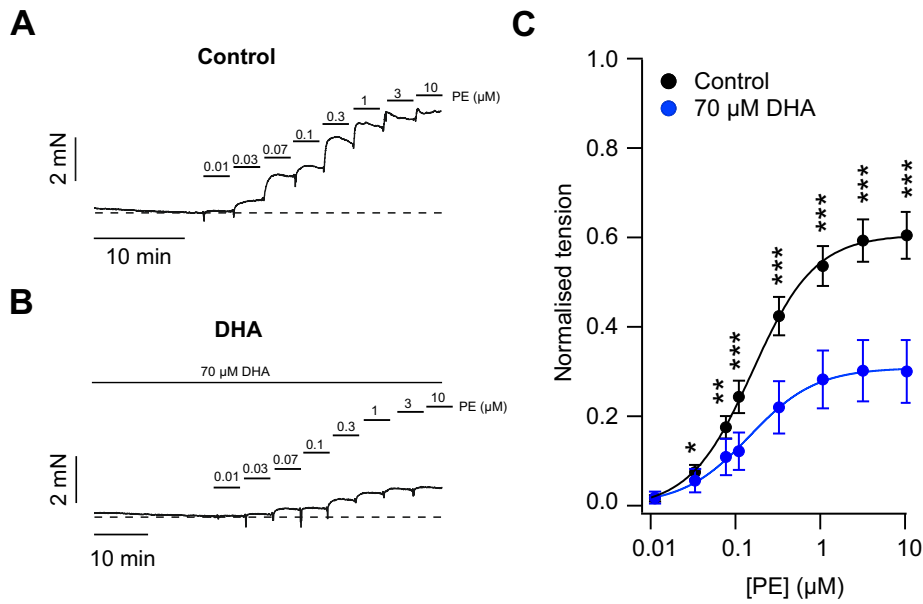 A
Control
0.01
0.03
0.07
0.1
0.3
1
3
10
PE (µM)
2 mN
10 min
B
DHA
70 µM DHA
0.01
0.03
0.07
0.1
0.3
1
3
10
PE (µM)
2 mN
10 min
C
Control
70 µM DHA
Normalised tension
1.0
0.8
0.6
0.4
0.2
0.0
*
**
***
***
***
***
***
0.01
0.1
1
10
[PE] (µM)